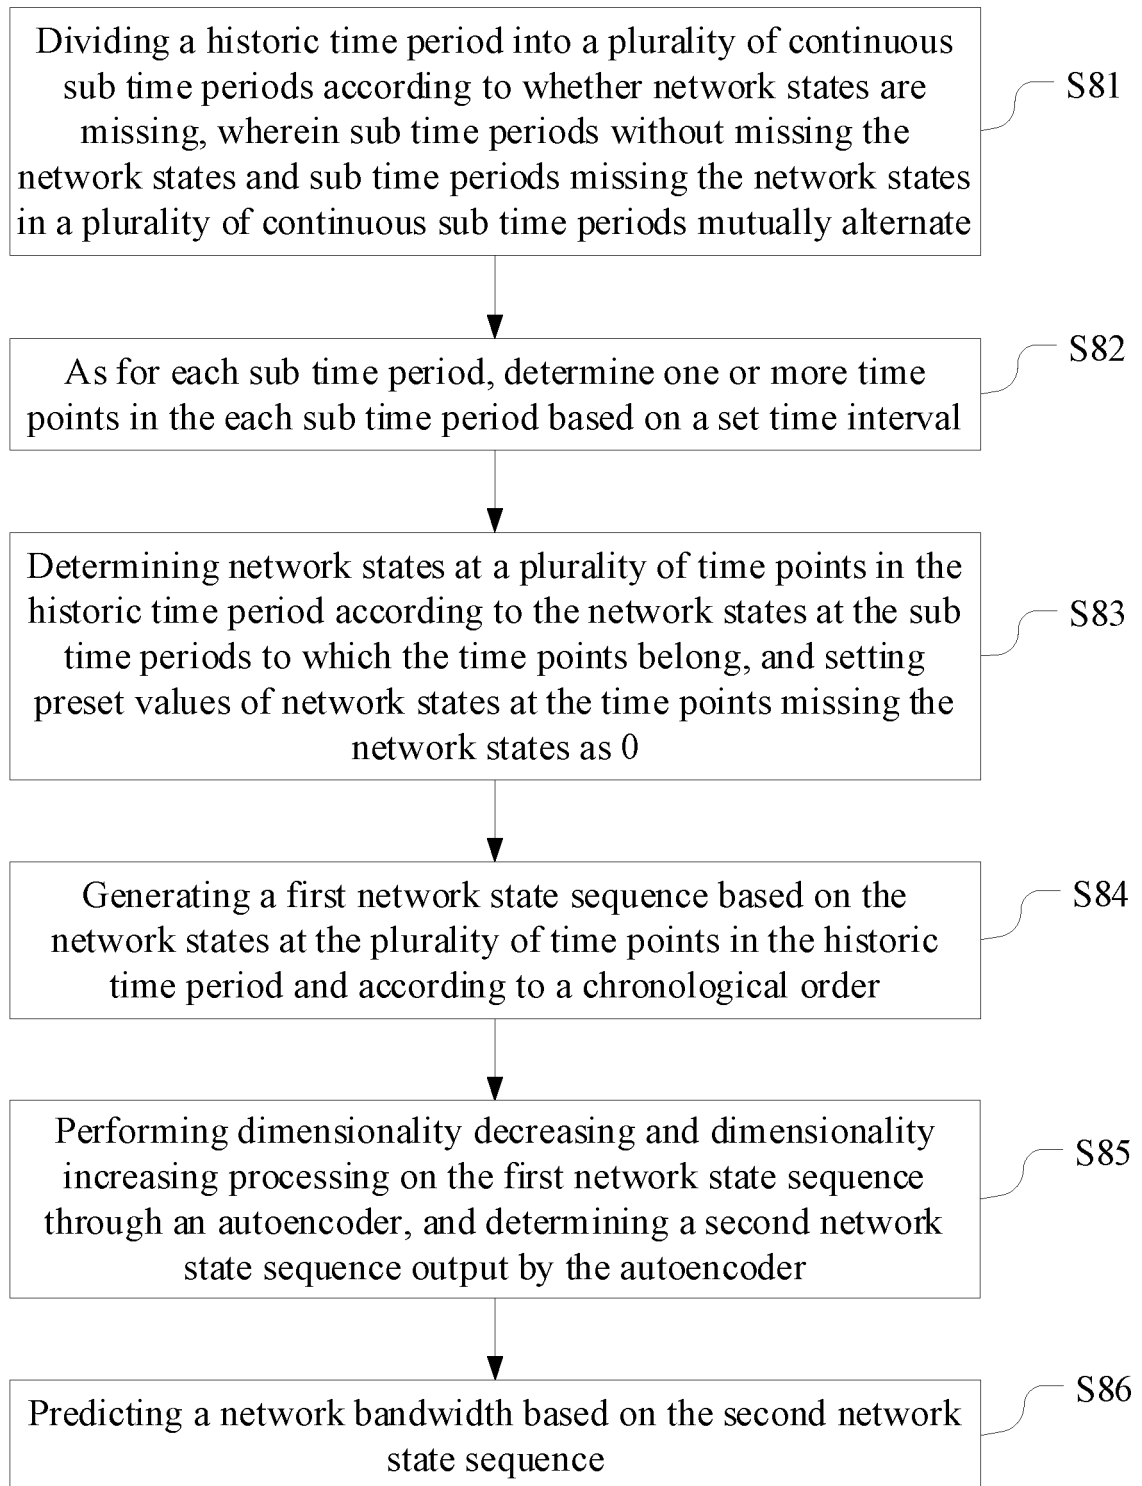 Dividing a historic time period into a plurality of continuous
sub time periods according to whether network states are
missing, wherein sub time periods without missing the
network states and sub time periods missing the network states
in a plurality of continuous sub time periods mutually alternate
S81
As for each sub time period, determine one or more time
points in the each sub time period based on a set time interval
S82
Determining network states at a plurality of time points in the
historic time period according to the network states at the sub
time periods to which the time points belong, and setting
preset values of network states at the time points missing the
network states as 0
S83
Generating a first network state sequence based on the
network states at the plurality of time points in the historic
time period and according to a chronological order
S84
Performing dimensionality decreasing and dimensionality
increasing processing on the first network state sequence
through an autoencoder, and determining a second network
state sequence output by the autoencoder
S85
Predicting a network bandwidth based on the second network
state sequence
S86